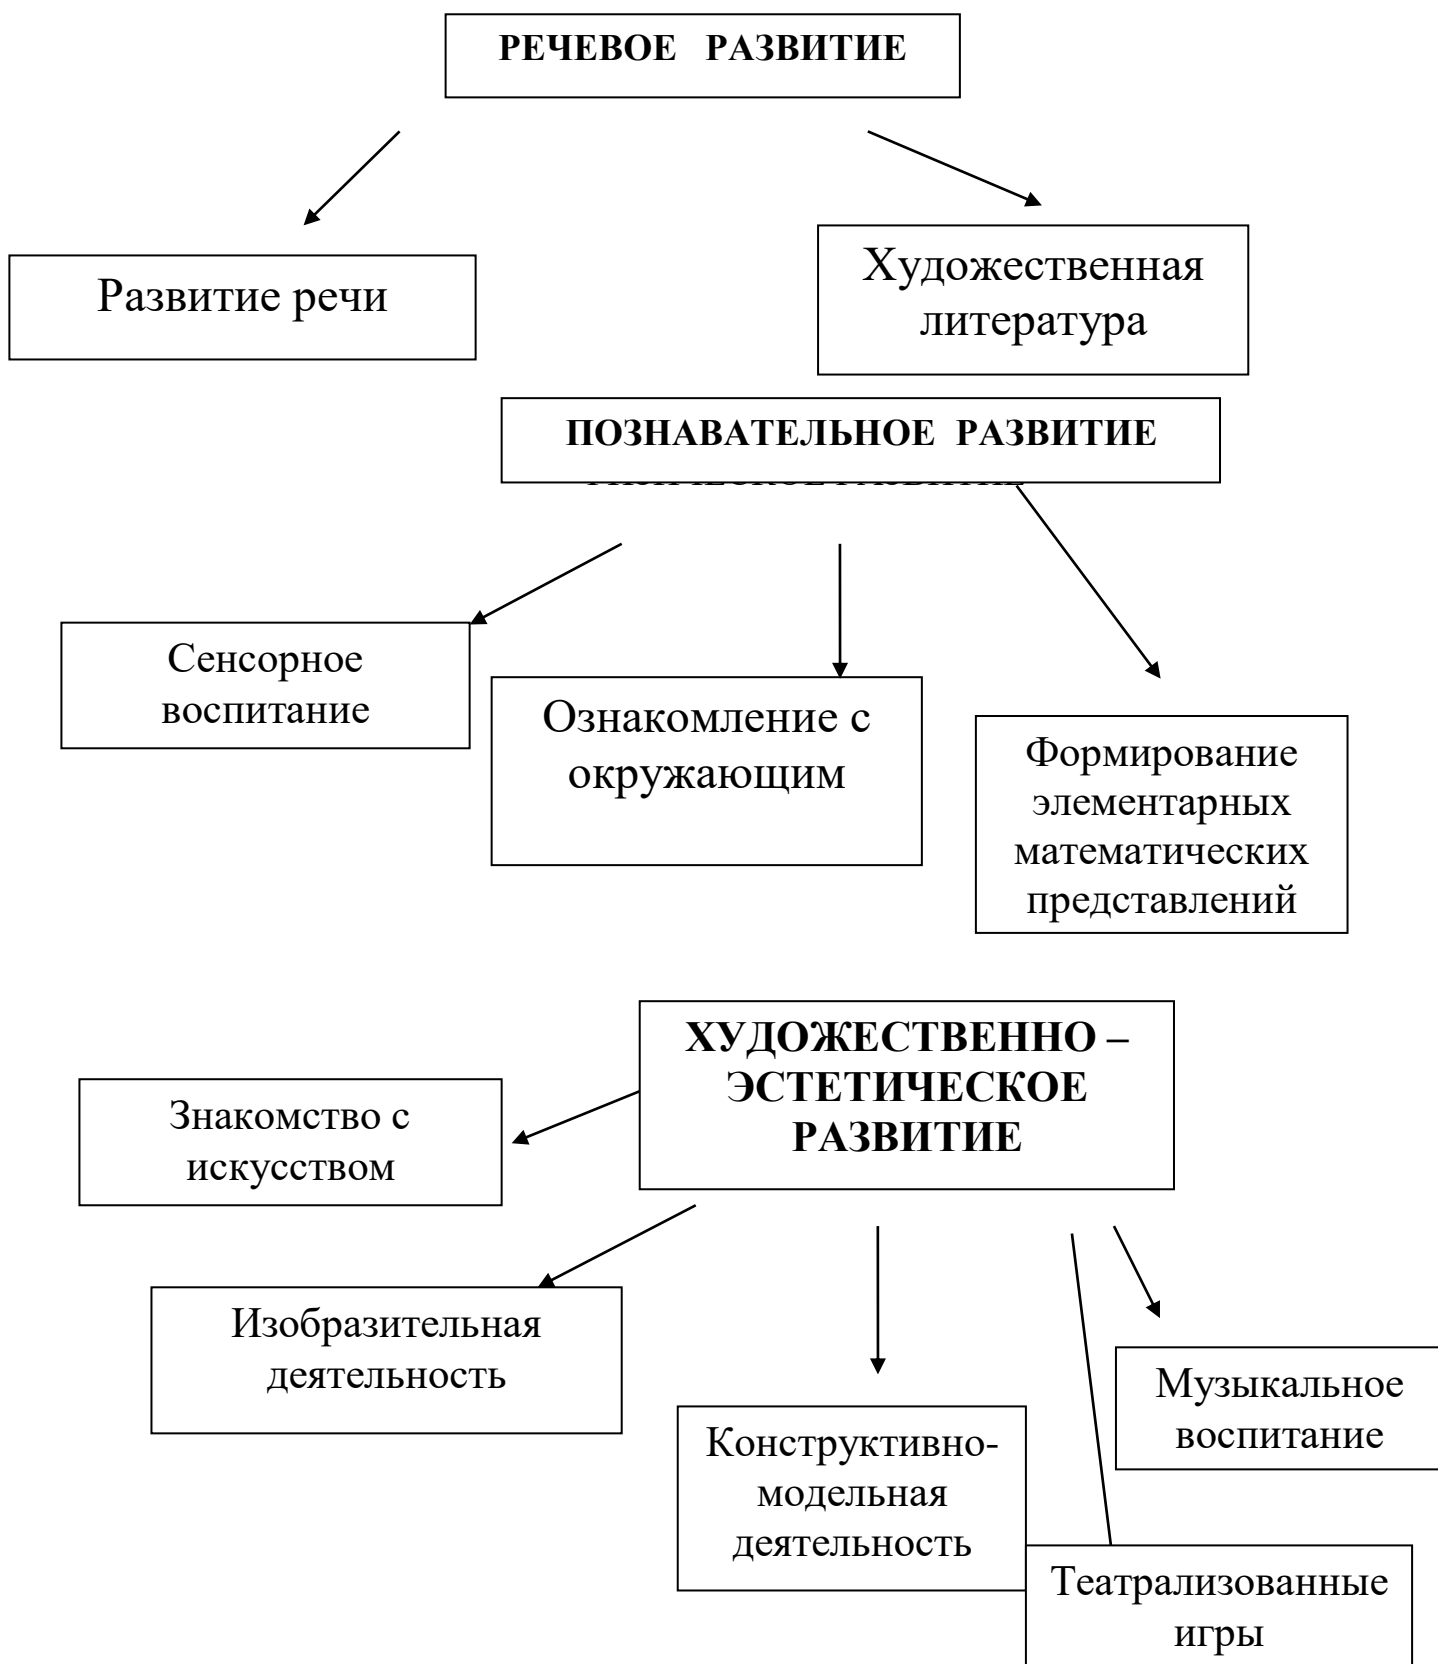 РЕЧЕВОЕ РАЗВИТИЕ
Развитие речи
Художественная
литература
ПОЗНАВАТЕЛЬНОЕ РАЗВИТИЕ
Сенсорное
воспитание
Ознакомление с
окружающим
Формирование
элементарных
математических
представлений
ХУДОЖЕСТВЕННО –
ЭСТЕТИЧЕСКОЕ
РАЗВИТИЕ
Знакомство с
искусством
Изобразительная
деятельность
Конструктивно-
модельная
деятельность
Музыкальное
воспитание
Театрализованные
игры